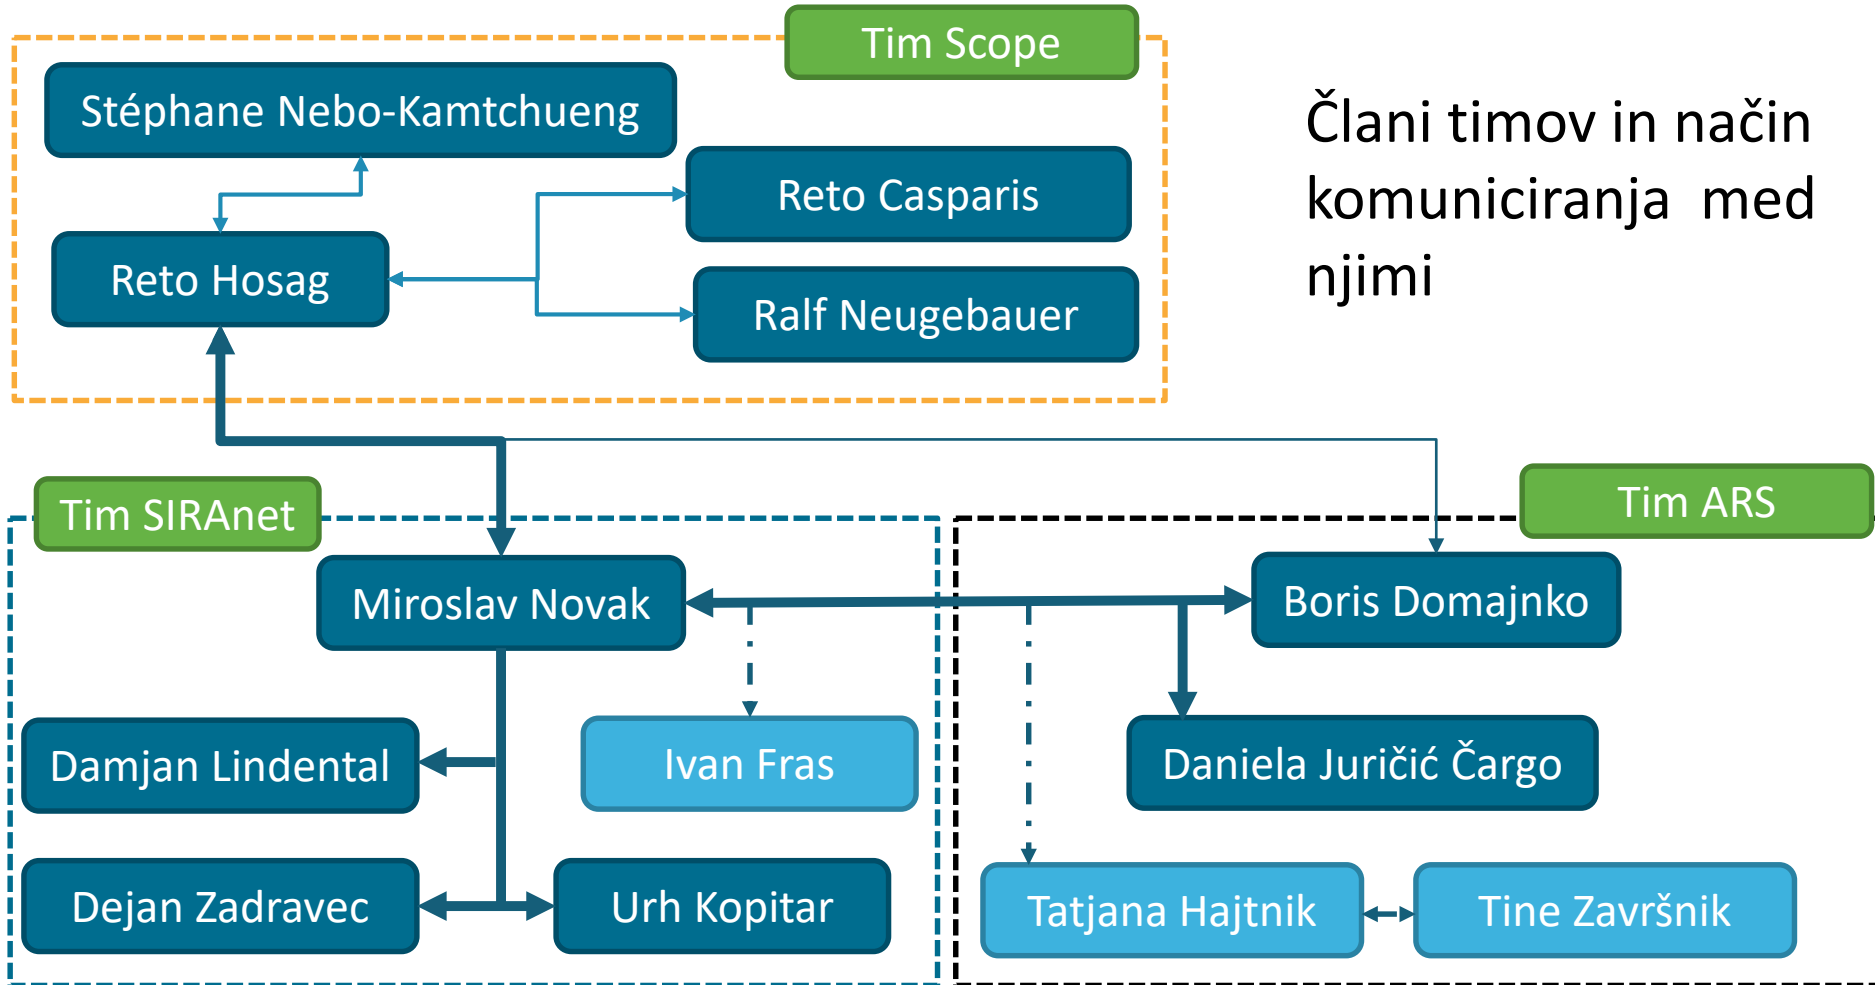 Tim Scope
Stéphane Nebo-Kamtchueng
Reto Casparis
Reto Hosag
Ralf Neugebauer
Člani timov in način
komuniciranja  med
njimi
Tim SIRAnet
Tim ARS
Miroslav Novak
Boris Domajnko
Damjan Lindental
Ivan Fras
Daniela Juričić Čargo
Dejan Zadravec
Urh Kopitar
Tatjana Hajtnik
Tine Završnik